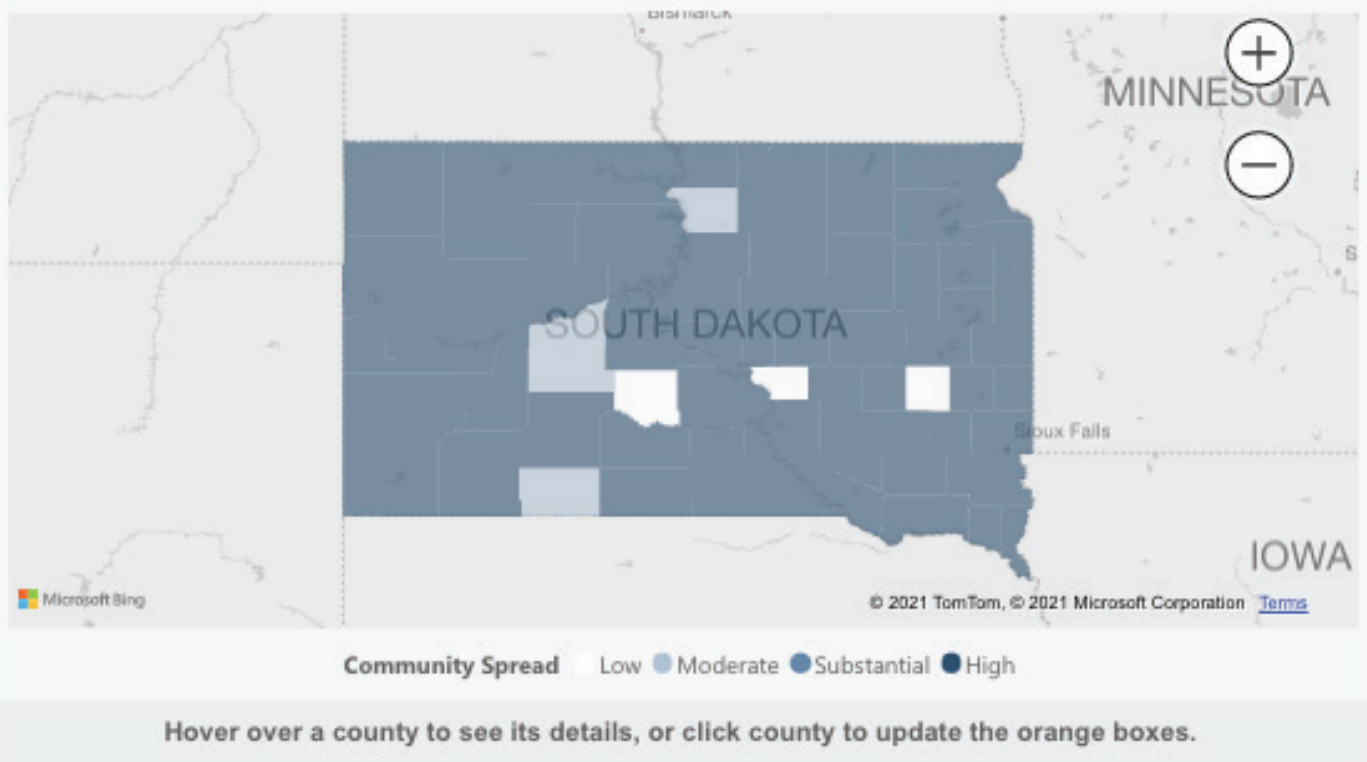 Bismarck
MINNESOTA
SOUTH DAKOTA
Sioux Falls
IOWA
Microsoft Bing
© 2021 TomTom, © 2021 Microsoft Corporation Terms
Community Spread Low Moderate Substantial High
Hover over a county to see its details, or click county to update the orange boxes.